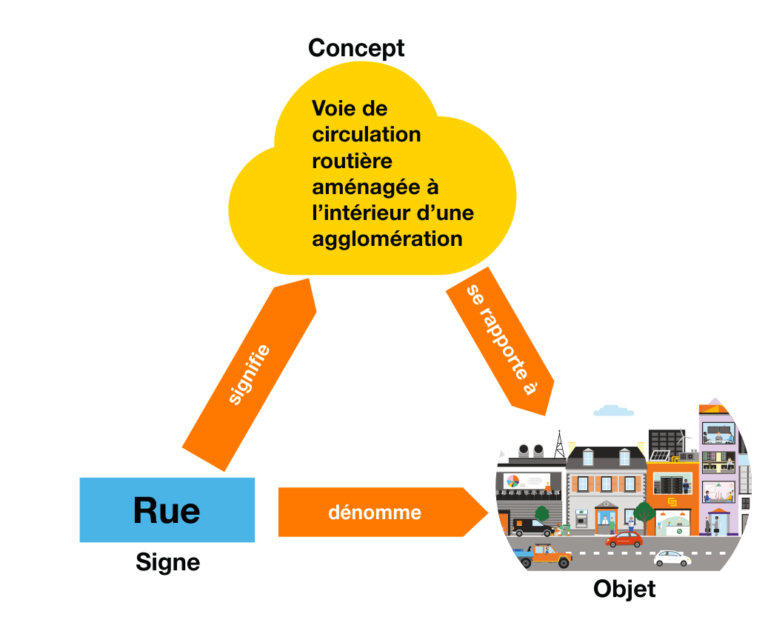 Concept
Voie de
circulation
routière
aménagée à
l’intérieur d’une
agglomération
signifie
se rapporte à
Rue
dénomme
Signe
Objet